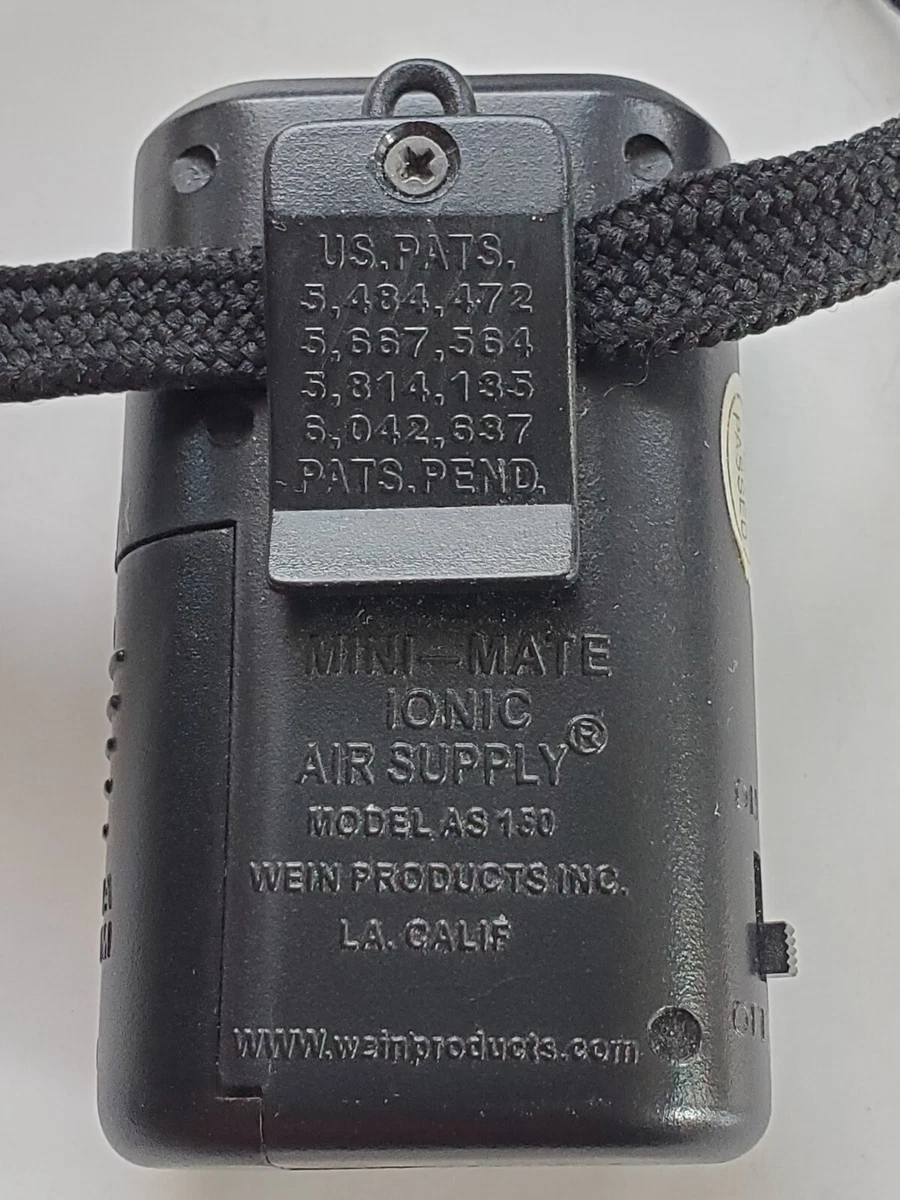 US.PATS.
5,484,472
5,667,564
5,814,135
6,042,637
PATS.PEND.
PASSED
MINI-MATE
IONIC
AIR SUPPLY®
MODEL AS 150
WEIN PRODUCTS INC.
LA. CALIF
WWW.weinproducts.com